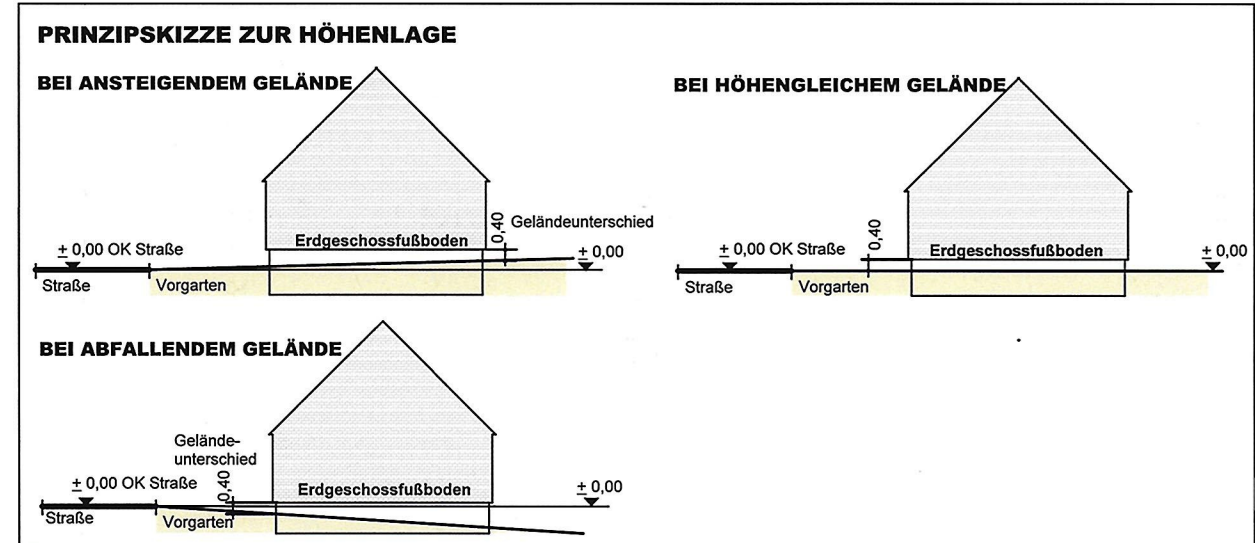 PRINZIPSKIZZE ZUR HÖHENLAGE
BEI ANSTEIGENDEM GELÄNDE
0,40
Geländeunterschied
Erdgeschossfußboden
± 0,00 OK Straße
± 0,00
Straße
Vorgarten
BEI HÖHENGLEICHEM GELÄNDE
0,40
± 0,00 OK Straße
Erdgeschossfußboden
± 0,00
Straße
Vorgarten
BEI ABFALLENDEM GELÄNDE
Gelände-
unterschied
± 0,00 OK Straße
0,40
Erdgeschossfußboden
± 0,00
Straße
Vorgarten